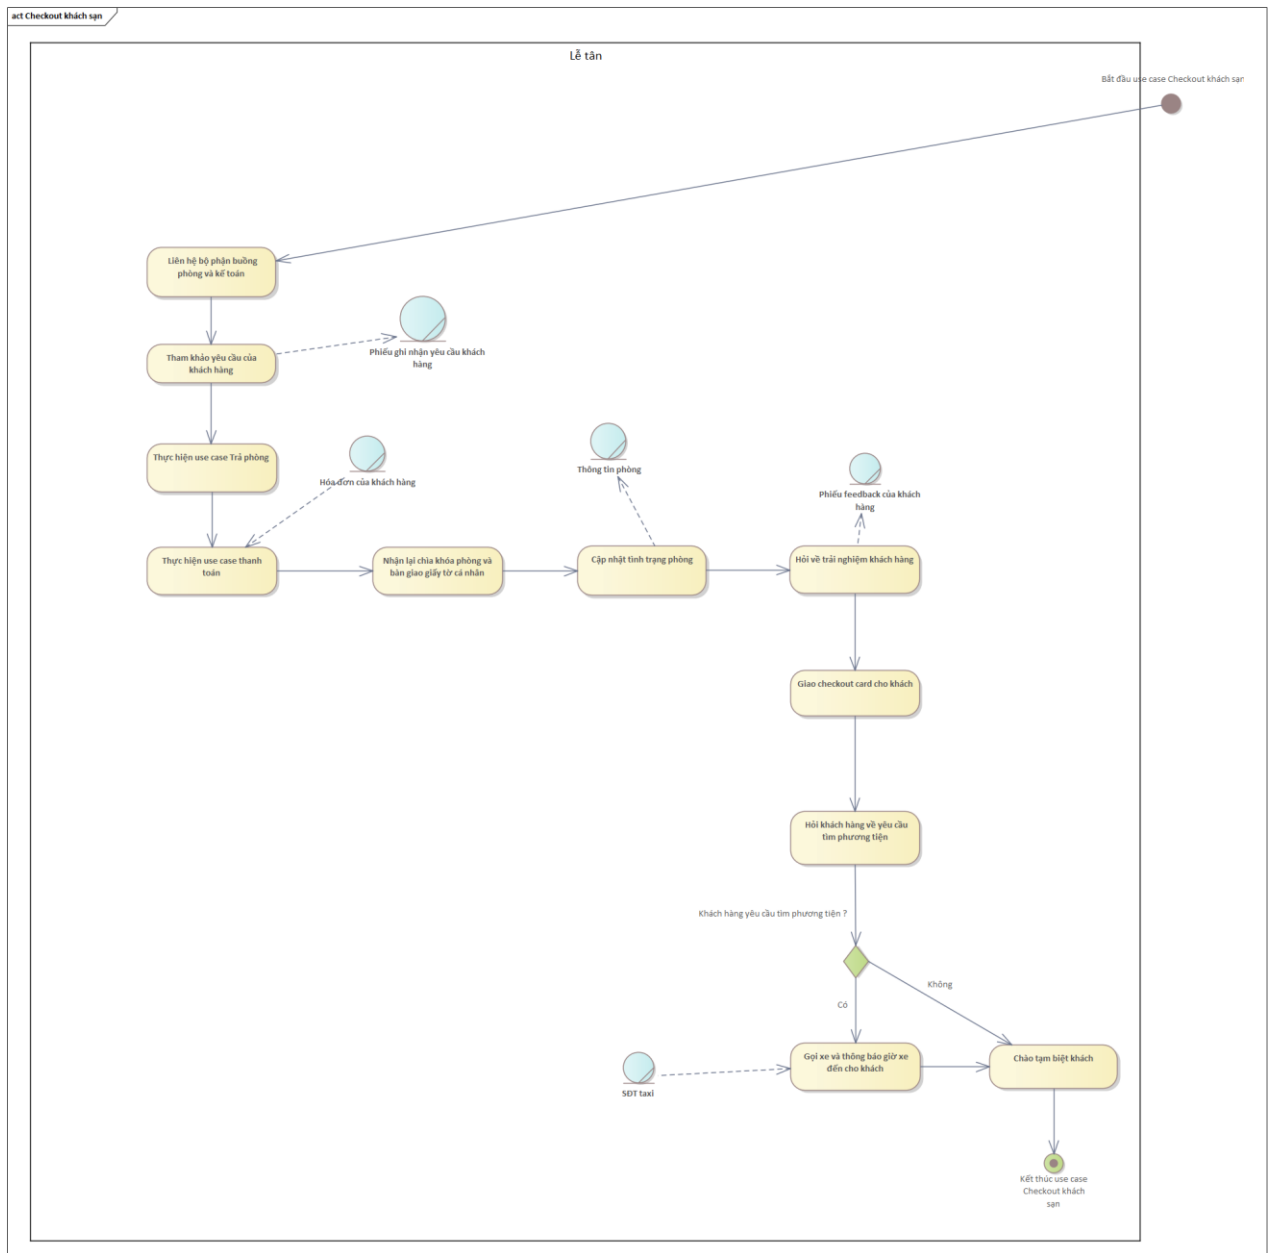 act Checkout khách sạn
Lễ tân
Bắt đầu use case Checkout khách sạn
Liên hệ bộ phận buồng
phòng và kế toán
Tham khảo yêu cầu của
khách hàng
Phiếu ghi nhận yêu cầu khách
hàng
Thực hiện use case Trả phòng
Hóa đơn của khách hàng
Thông tin phòng
Phiếu feedback của khách
hàng
Thực hiện use case thanh
toán
Nhận lại chìa khóa phòng và
bàn giao giấy tờ cá nhân
Cập nhật tình trạng phòng
Hỏi về trải nghiệm khách hàng
Giao checkout card cho khách
Hỏi khách hàng về yêu cầu
tìm phương tiện
Khách hàng yêu cầu tìm phương tiện ?
Không
Có
Gọi xe và thông báo giờ xe
đến cho khách
Chào tạm biệt khách
SĐT taxi
Kết thúc use case
Checkout khách
sạn